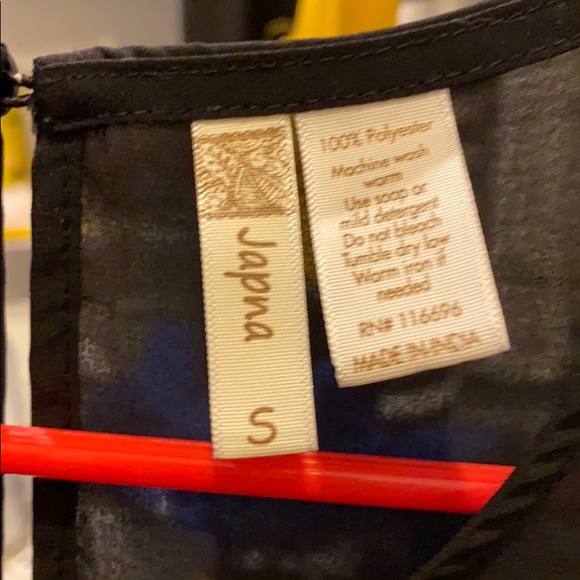 Japna
S
100% Polyester
Machine wash
warm
Use soap or
mild detergent
Do not bleach
Tumble dry low
Warm iron if
needed
RN# 116696
MADE IN INDIA